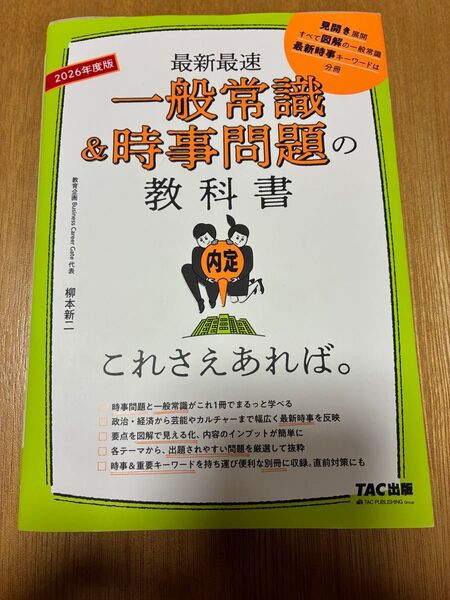 見開き展開
すべて図解の一般常識
最新時事キーワードは
分冊
2026年度版
最新最速
一般常識
&時事問題の
教科書
教育企画 Business Career Gate 代表
柳本新二
内定
これさえあれば。
時事問題と一般常識がこれ1冊でまるっと学べる
政治・経済から芸能やカルチャーまで幅広く最新時事を反映
要点を図解で見える化、内容のインプットが簡単に
各テーマから、出題されやすい問題を厳選して抜粋
時事&重要キーワードを持ち運び便利な別冊に収録。直前対策にも
TAC出版
TAC PUBLISHING Group